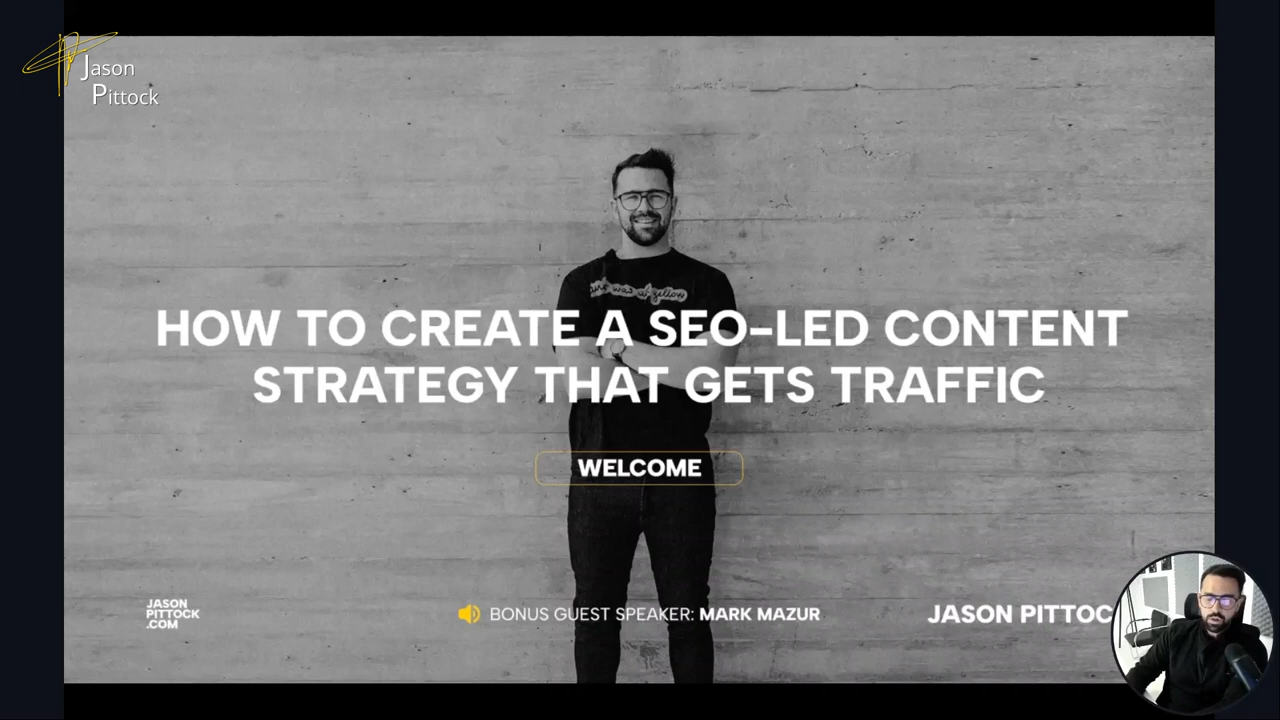 Jason
Pittock
HOW TO CREATE A SEO-LED CONTENT
STRATEGY THAT GETS TRAFFIC
WELCOME
JASON
PITTOCK
.COM
BONUS GUEST SPEAKER: MARK MAZUR
JASON PITTOC